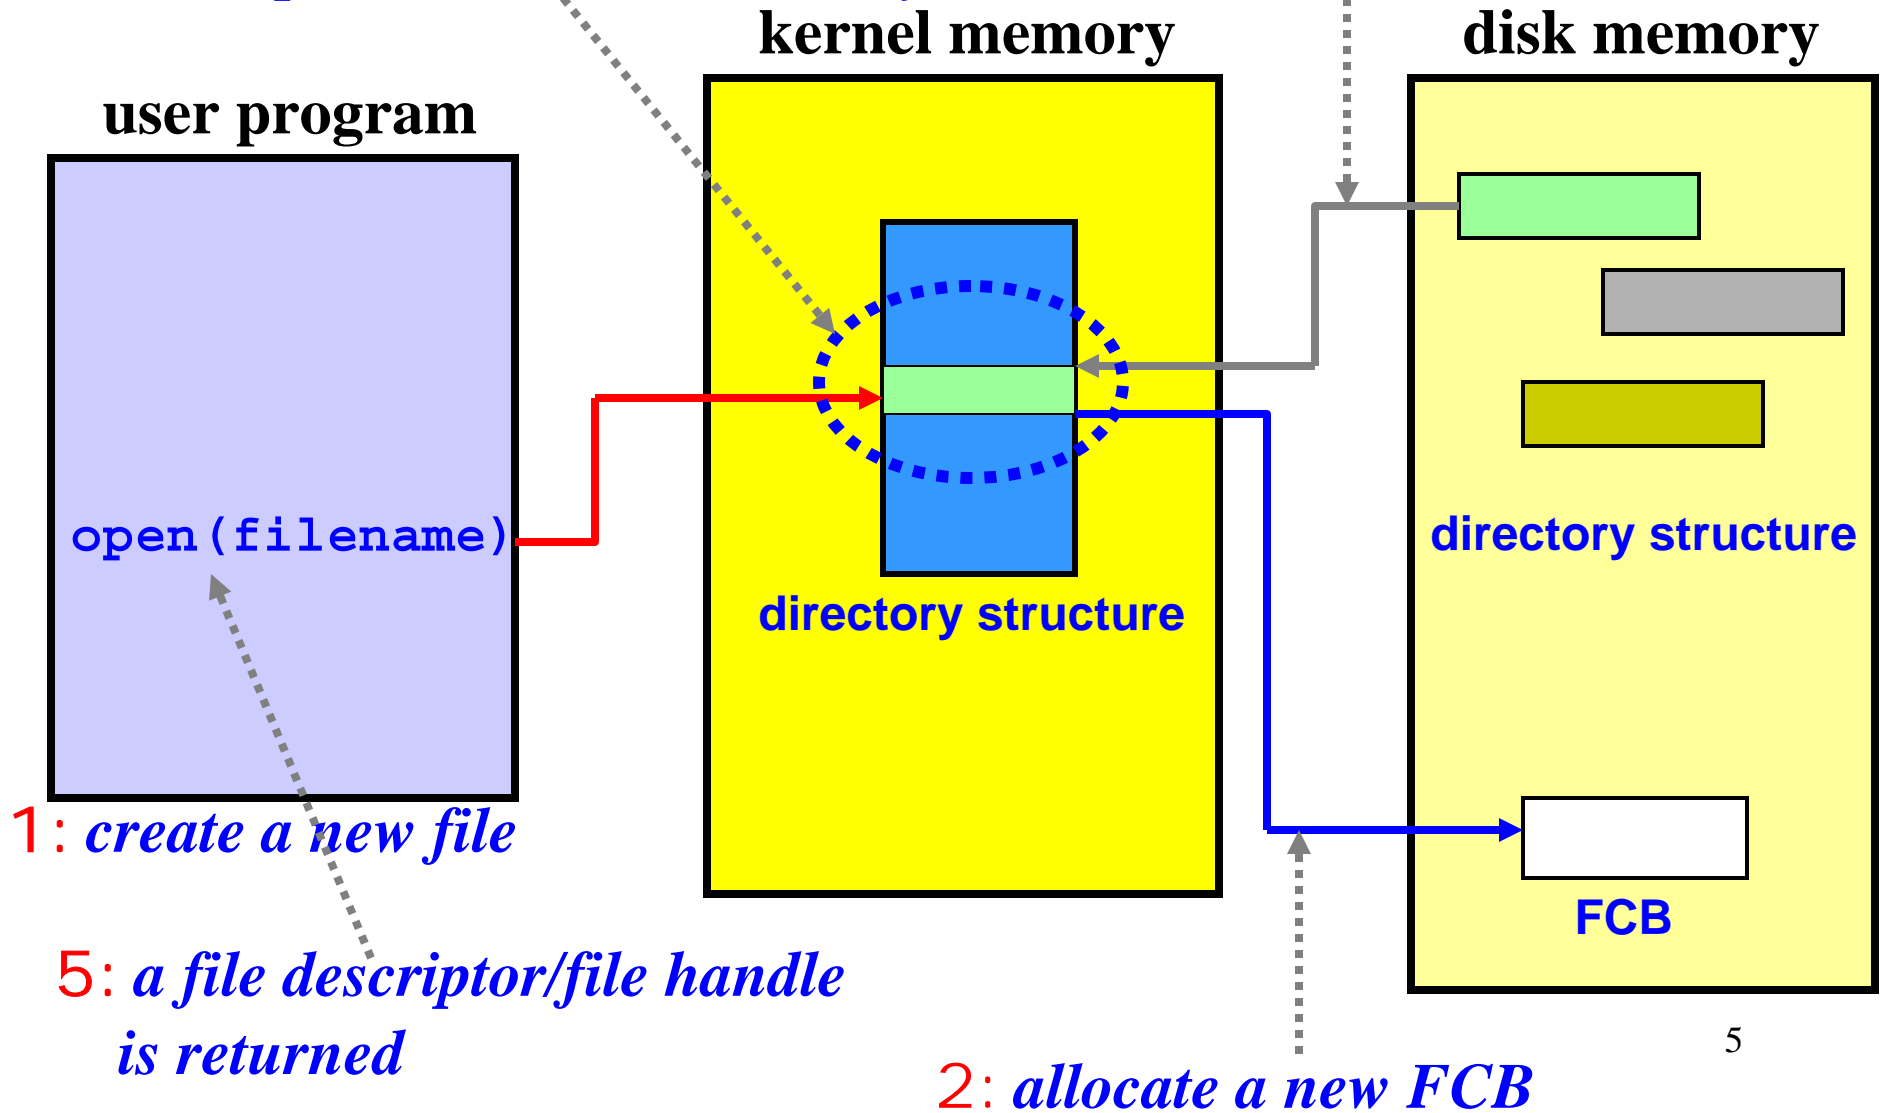 kernel memory
disk memory
user program
open(filename)
directory structure
directory structure
1: create a new file
FCB
5: a file descriptor/file handle
is returned
5
2: allocate a new FCB